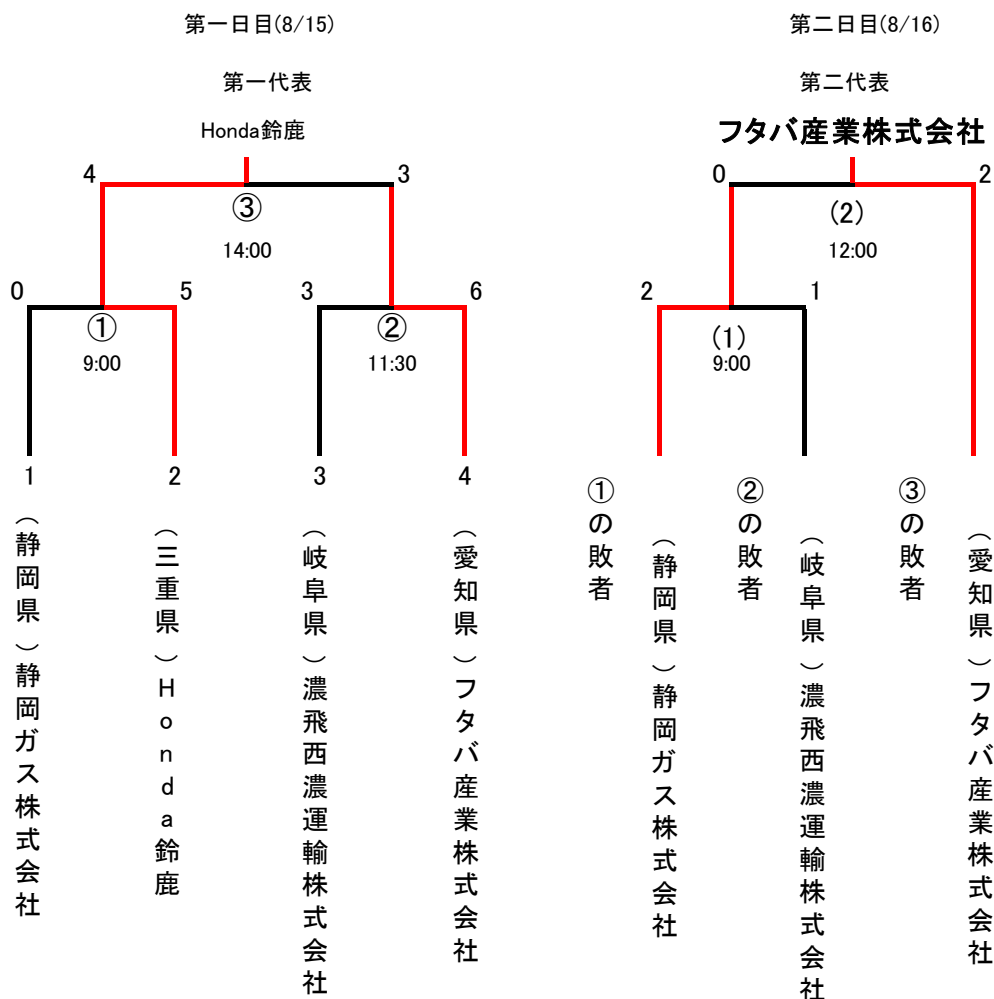 第一日目(8/15)
第二日目(8/16)
第一代表
第二代表
Honda鈴鹿
フタバ産業株式会社
4
3
0
2
③
(2)
14:00
12:00
0
5
3
6
2
1
①
②
(1)
9:00
11:30
9:00
1
2
3
4
(静岡県)静岡ガス株式会社
(三重県)Honda鈴鹿
(岐阜県)濃飛西濃運輸株式会社
(愛知県)フタバ産業株式会社
①の敗者
(静岡県)静岡ガス株式会社
②の敗者
(岐阜県)濃飛西濃運輸株式会社
③の敗者
(愛知県)フタバ産業株式会社